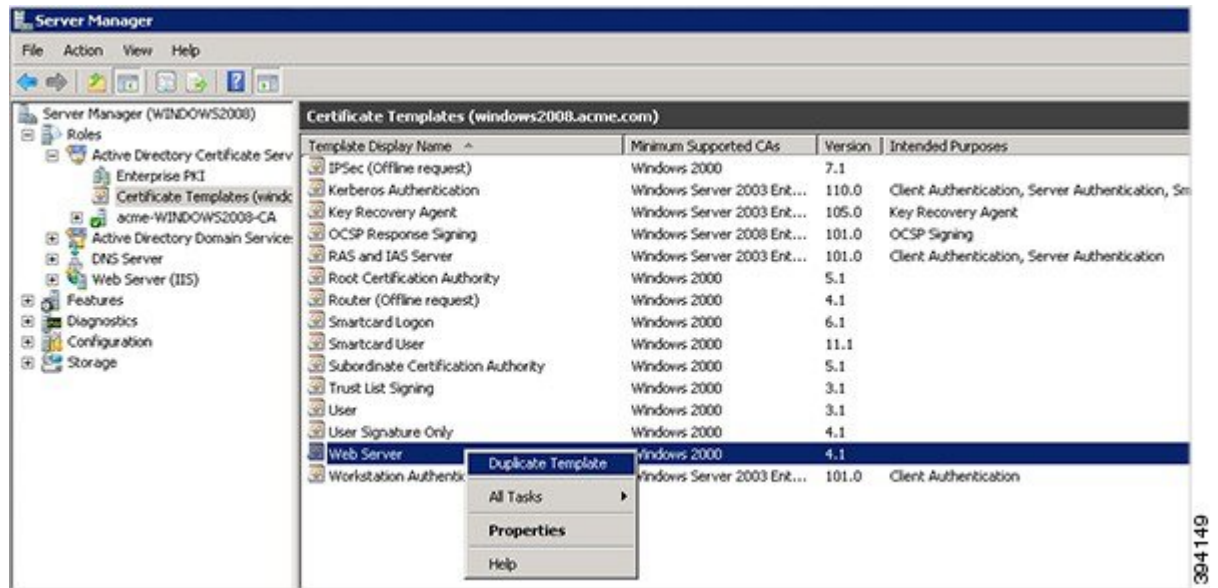 Server Manager
File Action View Help
Server Manager (WINDOWS2008)
Roles
Active Directory Certificate Serv
Enterprise PKI
Certificate Templates (windc
acme-WINDOWS2008-CA
Active Directory Domain Service
DNS Server
Web Server (IIS)
Features
Diagnostics
Configuration
Storage
Certificate Templates (windows2008.acme.com)
Template Display Name Minimum Supported CAs Version Intended Purposes
IPSec (Offline request) Windows 2000 7.1
Kerberos Authentication Windows Server 2003 Ent... 110.0 Client Authentication, Server Authentication, Sm
Key Recovery Agent Windows Server 2003 Ent... 105.0 Key Recovery Agent
OCSP Response Signing Windows Server 2008 Ent... 101.0 OCSP Signing
RAS and IAS Server Windows Server 2003 Ent... 101.0 Client Authentication, Server Authentication
Root Certification Authority Windows 2000 5.1
Router (Offline request) Windows 2000 4.1
Smartcard Logon Windows 2000 6.1
Smartcard User Windows 2000 11.1
Subordinate Certification Authority Windows 2000 5.1
Trust List Signing Windows 2000 3.1
User Windows 2000 3.1
User Signature Only Windows 2000 4.1
Web Server Windows 2000 4.1
Workstation Authentic Windows Server 2003 Ent... 101.0 Client Authentication
Duplicate Template
All Tasks
Properties
Help
394149